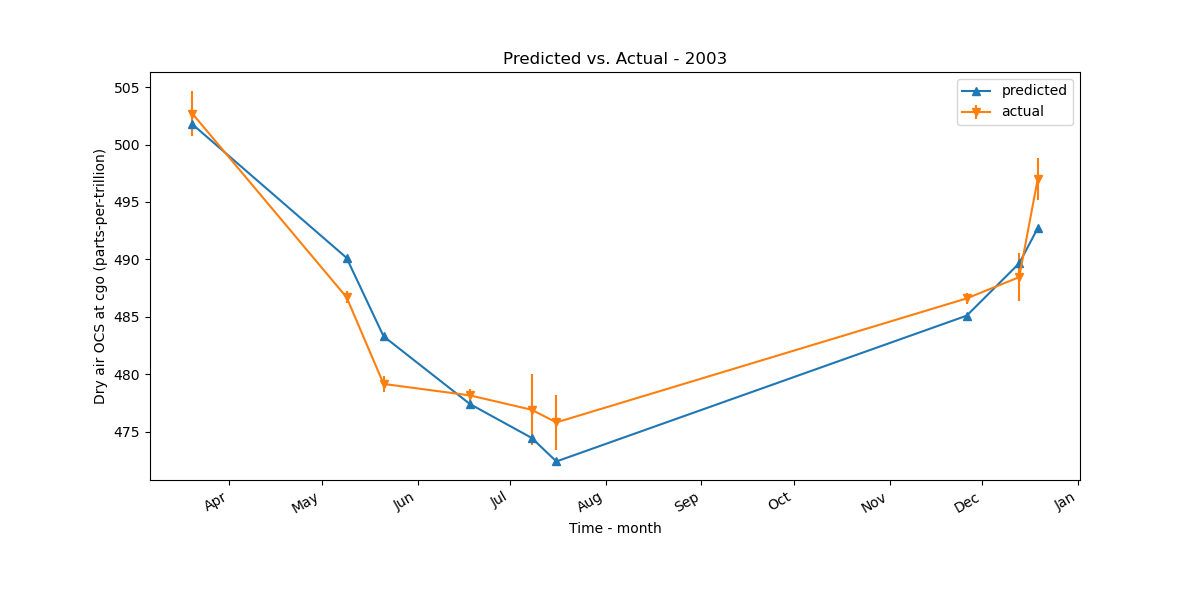 Predicted vs. Actual - 2003
predicted
actual
Dry air OCS at cgo (parts-per-trillion)
505
500
495
490
485
480
475
Apr
May
Jun
Jul
Aug
Sep
Oct
Nov
Dec
Jan
Time - month